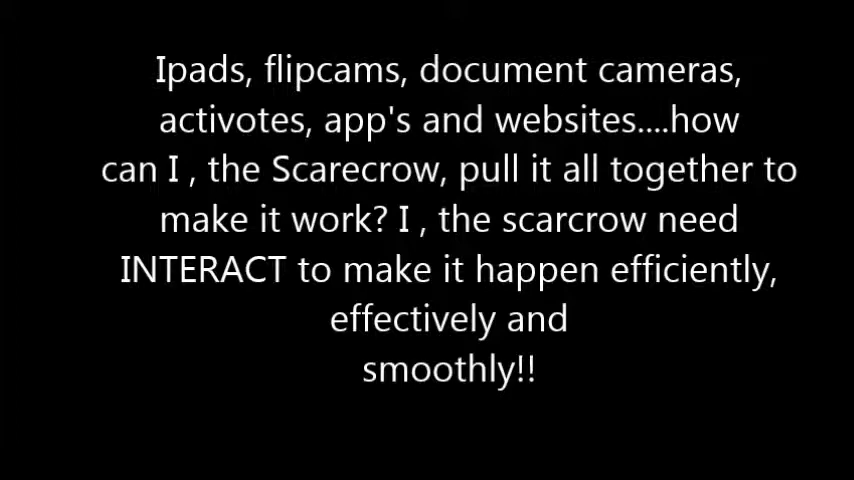 Ipads, flipcams, document cameras,
activotes, app's and websites....how
can I , the Scarecrow, pull it all together to
make it work? I , the scarcrow need
INTERACT to make it happen efficiently,
effectively and
smoothly!!